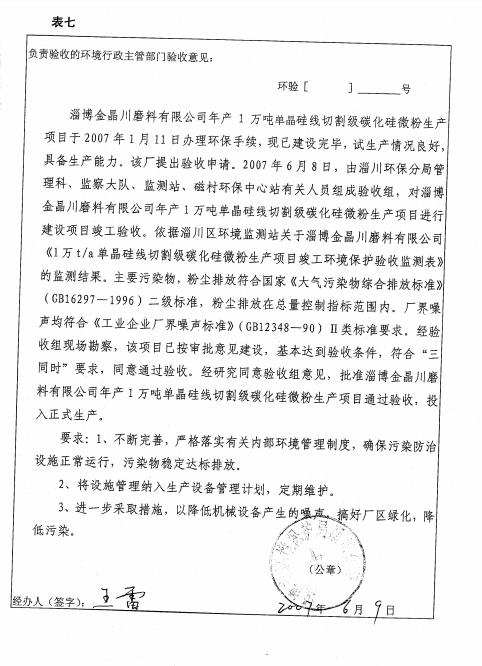 表七
负责验收的环境行政主管部门验收意见：
环验［ ］______号
淄博金晶川磨料有限公司年产 1 万吨单晶硅线切割级碳化硅微粉生产
项目于 2007 年 1 月 11 日办理环保手续，现已建设完毕，试生产情况良好，
具备生产能力。该厂提出验收申请。2007 年 6 月 8 日，由淄川环保分局管
理科、监察大队、监测站、磁村环保中心站有关人员组成验收组，对淄博
金晶川磨料有限公司年产 1 万吨单晶硅线切割级碳化硅微粉生产项目进行
建设项目竣工验收。依据淄川区环境监测站关于淄博金晶川磨料有限公司
《1 万 t/a 单晶硅线切割级碳化硅微粉生产项目竣工环境保护验收监测表》
的监测结果。主要污染物，粉尘排放符合国家《大气污染物综合排放标准》
（GB16297－1996）二级标准，粉尘排放在总量控制指标范围内。厂界噪
声均符合《工业企业厂界噪声标准》（GB12348－90）Ⅱ类标准要求。经验
收组现场勘察，该项目已按审批意见建设，基本达到验收条件，符合“三
同时”要求，同意通过验收。经研究同意验收组意见，批准淄博金晶川磨
料有限公司年产 1 万吨单晶硅线切割级碳化硅微粉生产项目通过验收，投
入正式生产。
要求：1、不断完善，严格落实有关内部环境管理制度，确保污染防治
设施正常运行，污染物稳定达标排放。
2、将设施管理纳入生产设备管理计划，定期维护。
3、进一步采取措施，以降低机械设备产生的噪声，搞好厂区绿化，降
低污染。
（公章）
经办人（签字）：王雷 2007年 6月 9日